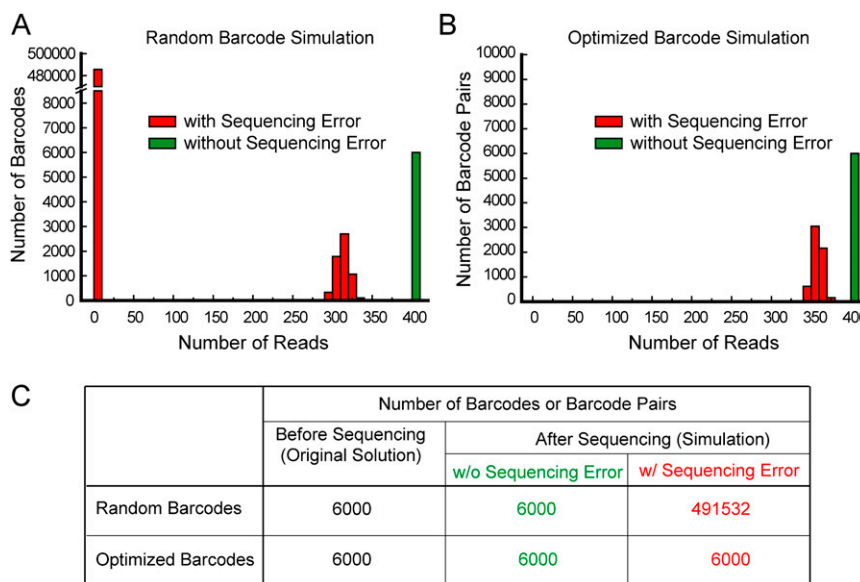 A
Random Barcode Simulation
Number of Barcodes
500000
480000
8000
7000
6000
5000
4000
3000
2000
1000
0
with Sequencing Error
without Sequencing Error
0 50 100 150 200 250 300 350 400
Number of Reads
B
Optimized Barcode Simulation
Number of Barcode Pairs
10000
9000
8000
7000
6000
5000
4000
3000
2000
1000
0
with Sequencing Error
without Sequencing Error
0 50 100 150 200 250 300 350 400
Number of Reads
C
Number of Barcodes or Barcode Pairs
Before Sequencing
(Original Solution)
After Sequencing (Simulation)
w/o Sequencing Error
w/ Sequencing Error
Random Barcodes 6000 6000 491532
Optimized Barcodes 6000 6000 6000